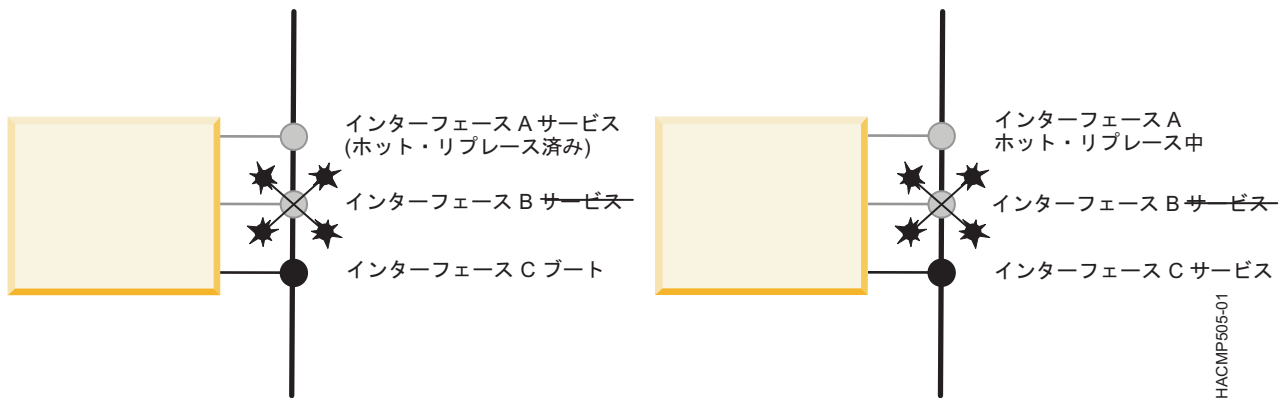 インターフェース A サービス
(ホット・リプレース済み)
インターフェース B サービス
インターフェース C ブート
インターフェース A
ホット・リプレース中
インターフェース B サービス
インターフェース C サービス
HACMP505-01